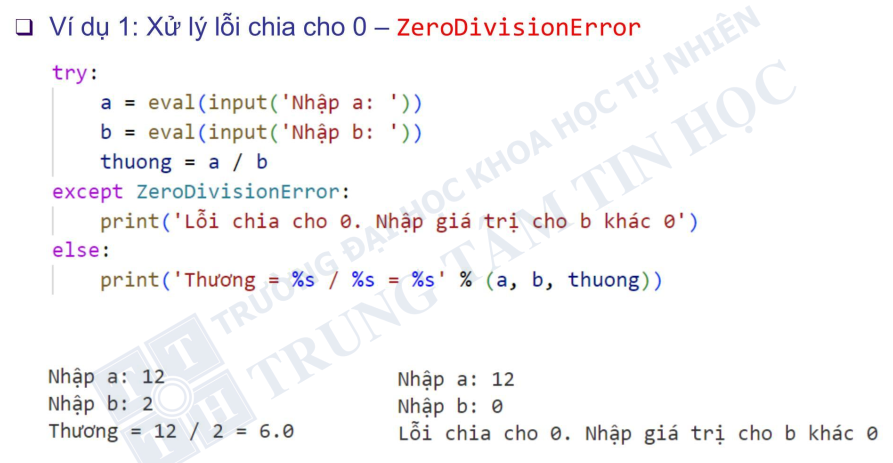 ❑ Ví dụ 1: Xử lý lỗi chia cho 0 – ZeroDivisionError
try:
    a = eval(input('Nhập a: '))
    b = eval(input('Nhập b: '))
    thuong = a / b
except ZeroDivisionError:
    print('Lỗi chia cho 0. Nhập giá trị cho b khác 0')
else:
    print('Thương = %s / %s = %s' % (a, b, thuong))
TRƯỜNG ĐẠI HỌC KHOA HỌC TỰ NHIÊN
TRUNG TÂM TIN HỌC
T T
T H
Nhập a: 12
Nhập b: 2
Thương = 12 / 2 = 6.0
Nhập a: 12
Nhập b: 0
Lỗi chia cho 0. Nhập giá trị cho b khác 0